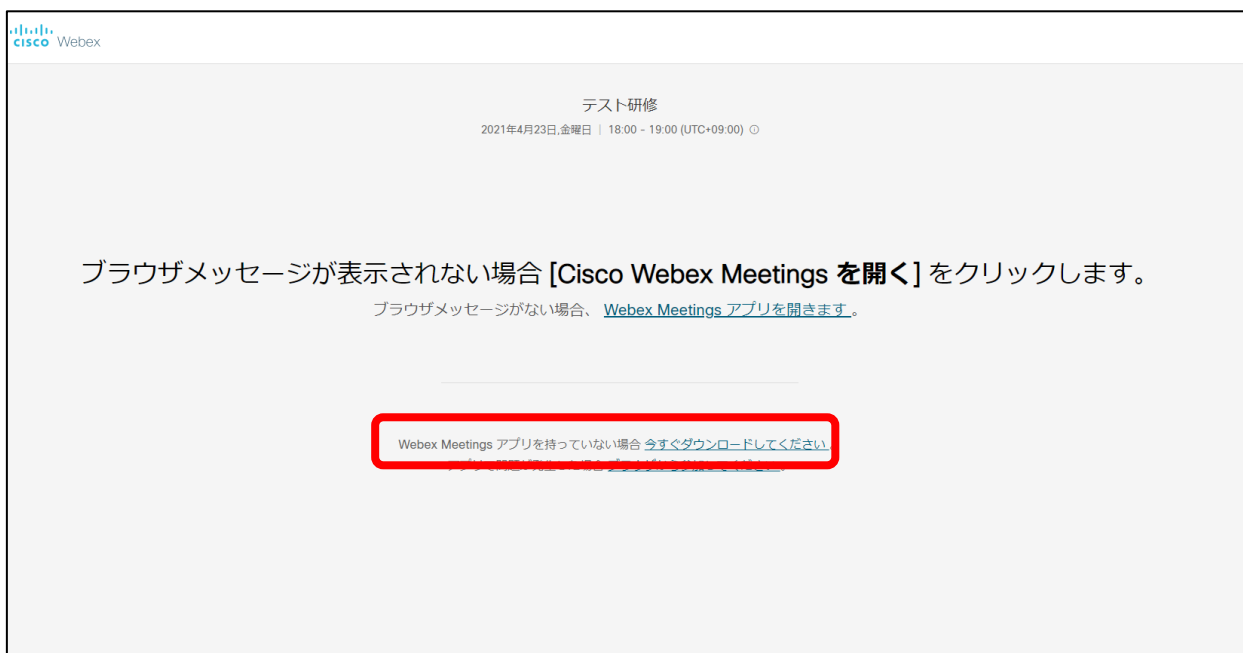 cisco Webex
テスト研修
2021年4月23日,金曜日 | 18:00 - 19:00 (UTC+09:00)
ブラウザメッセージが表示されない場合 [Cisco Webex Meetings を開く] をクリックします。
ブラウザメッセージがない場合、 Webex Meetings アプリを開きます 。
Webex Meetings アプリを持っていない場合 今すぐダウンロードしてください 。